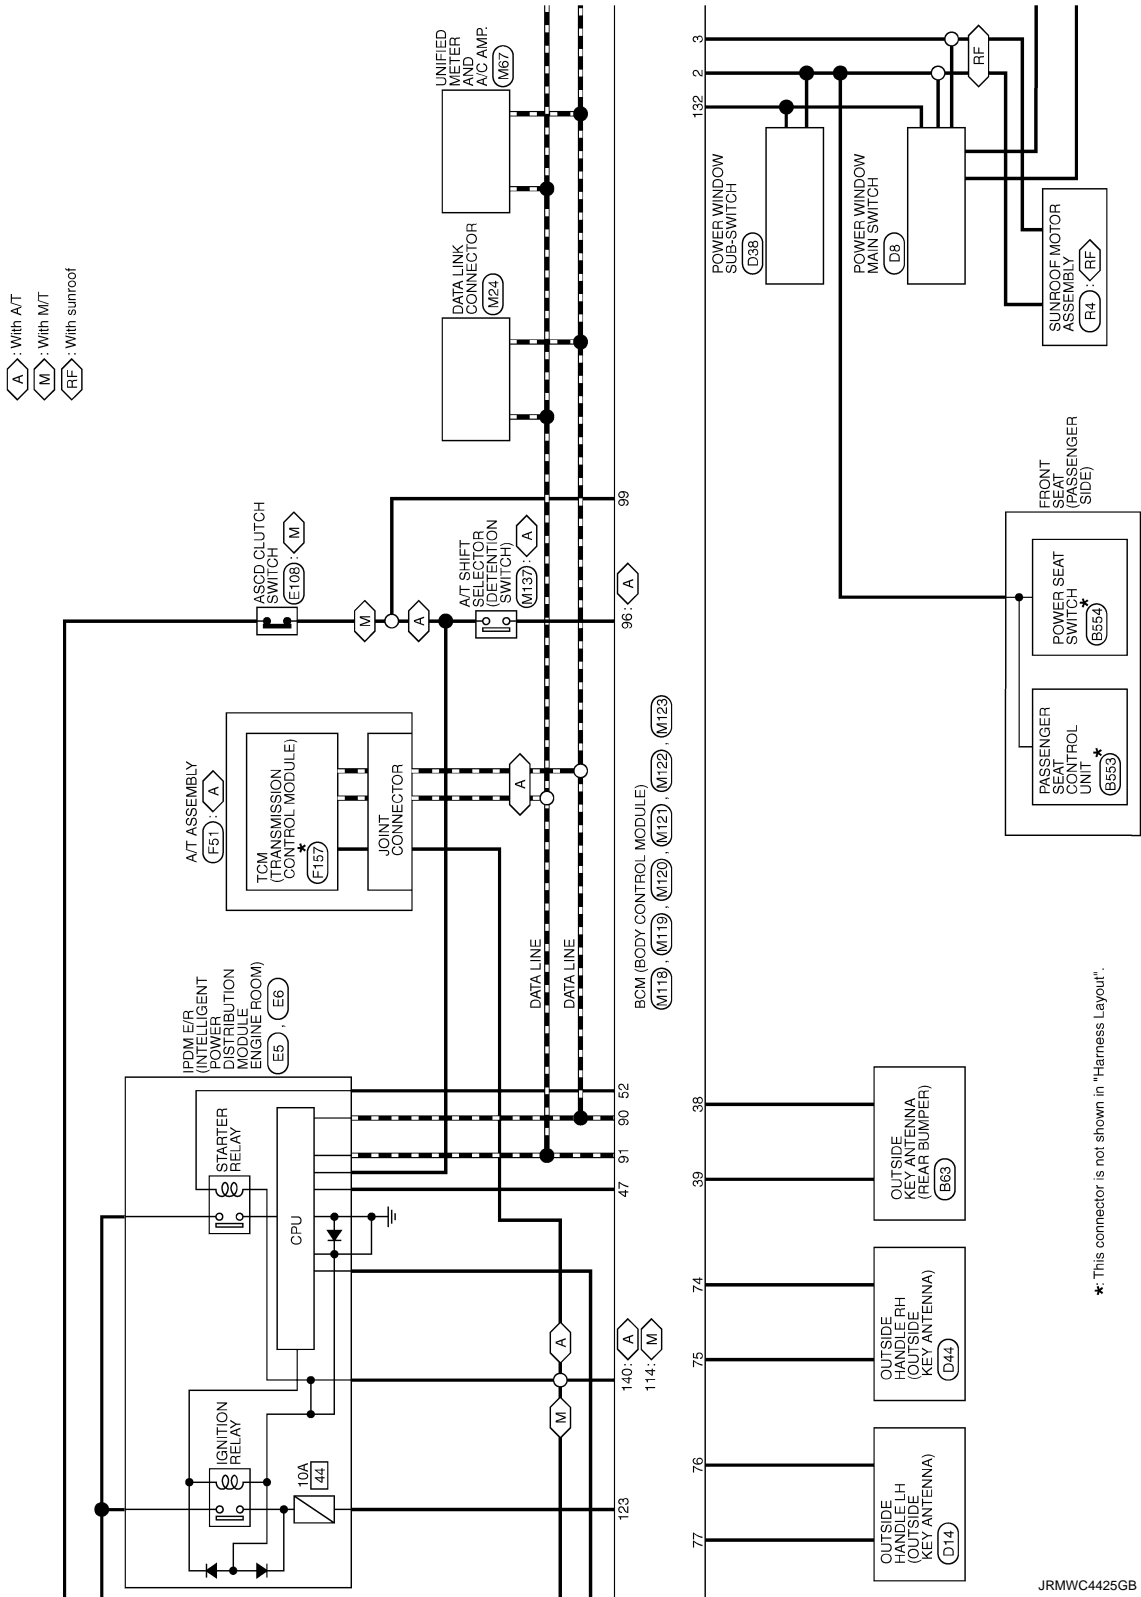 A : With A/T
M : With M/T
RF : With sunroof
IPDM E/R
(INTELLIGENT
POWER
DISTRIBUTION
MODULE
ENGINE ROOM)
E5 , E6
IGNITION
RELAY
10A
44
STARTER
RELAY
CPU
A/T ASSEMBLY
F51 : A
TCM
(TRANSMISSION
CONTROL MODULE)
*
F157
JOINT
CONNECTOR
A
ASCD CLUTCH
SWITCH
E108 : M
M
A
A/T SHIFT
SELECTOR
(DETENTION
SWITCH)
M137 : A
DATA LINK
CONNECTOR
M24
UNIFIED
METER
AND
A/C AMP.
M67
DATA LINE
DATA LINE
M
A
123
140: A
114: M
47
91
90
52
96: A
99
BCM (BODY CONTROL MODULE)
M118 , M119 , M120 , M121 , M122 , M123
77
76
75
74
39
38
132
2
3
OUTSIDE
HANDLE LH
(OUTSIDE
KEY ANTENNA)
D14
OUTSIDE
HANDLE RH
(OUTSIDE
KEY ANTENNA)
D44
OUTSIDE
KEY ANTENNA
(REAR BUMPER)
B63
FRONT
SEAT
(PASSENGER
SIDE)
PASSENGER
SEAT
CONTROL
UNIT *
B553
POWER SEAT
SWITCH *
B554
POWER WINDOW
SUB-SWITCH
D38
POWER WINDOW
MAIN SWITCH
D8
RF
SUNROOF MOTOR
ASSEMBLY
R4 : RF
*: This connector is not shown in "Harness Layout".
JRMWC4425GB